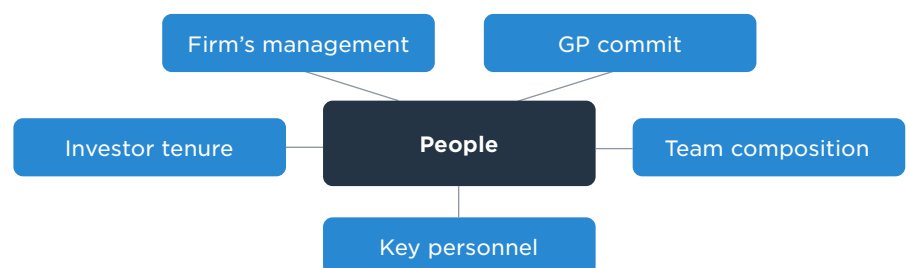 Firm’s management
GP commit
Investor tenure
People
Team composition
Key personnel